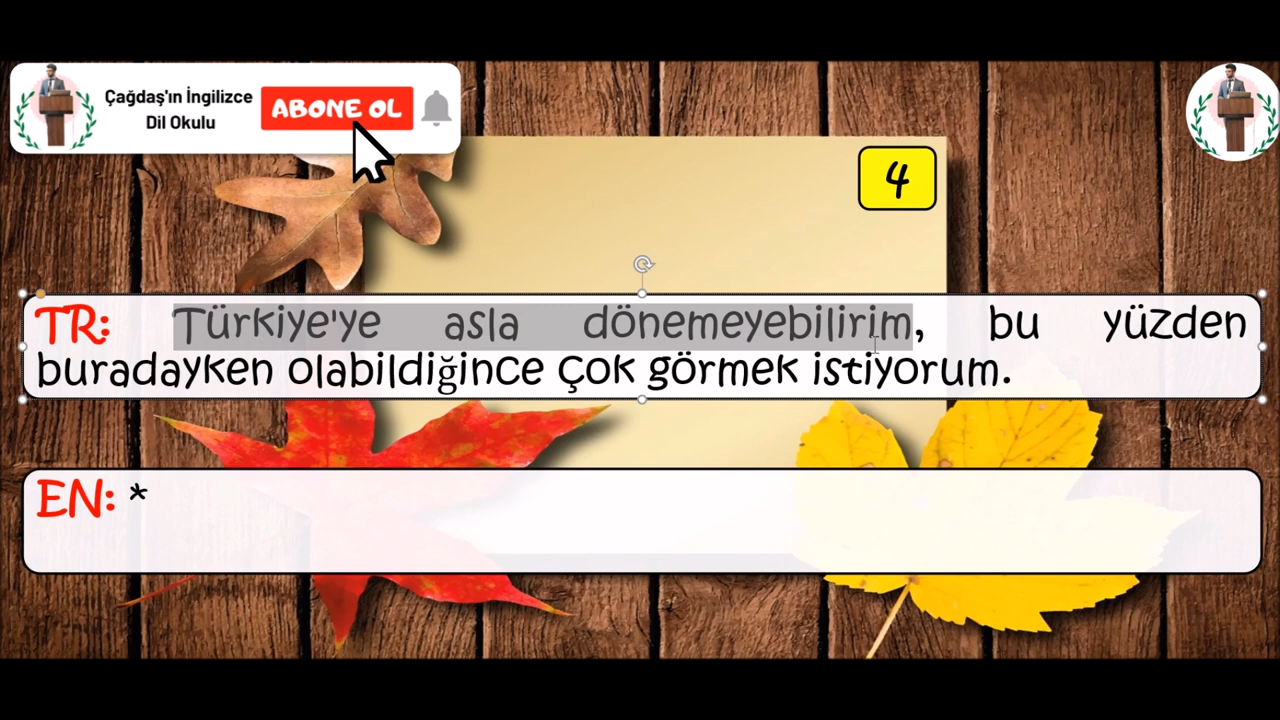 Çağdaş'ın İngilizce
Dil Okulu
ABONE OL
4
TR: Türkiye'ye asla dönemeyebilirim, bu yüzden
buradayken olabildiğince çok görmek istiyorum.
EN: *